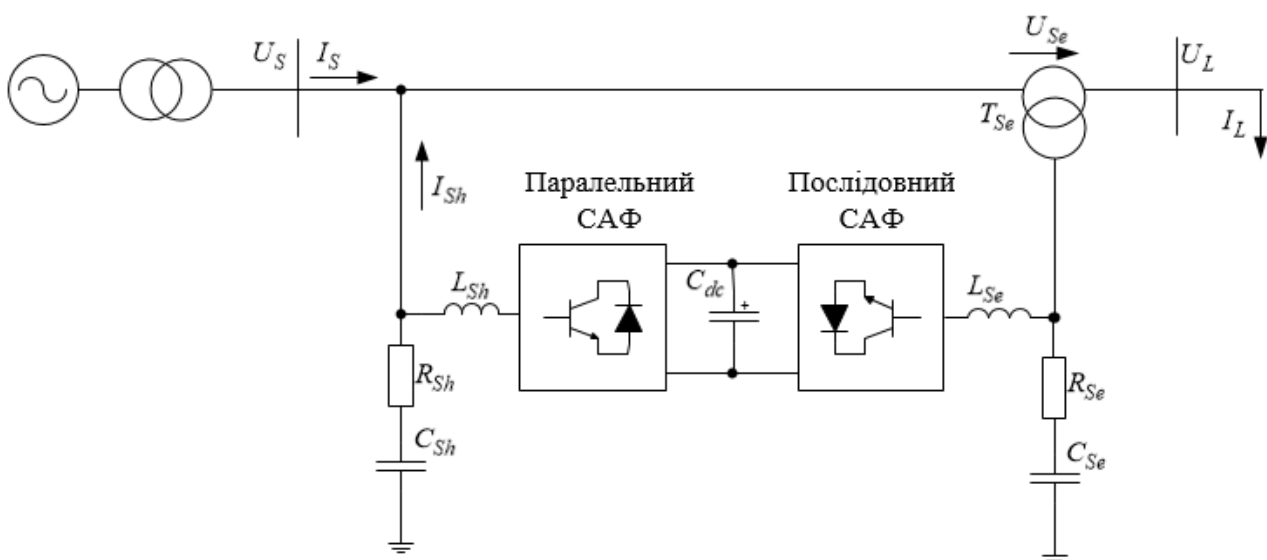 U_S
I_S
U_Se
U_L
T_Se
I_L
I_Sh
Паралельний
САФ
Послідовний
САФ
L_Sh
C_dc
+
L_Se
R_Sh
R_Se
C_Sh
C_Se